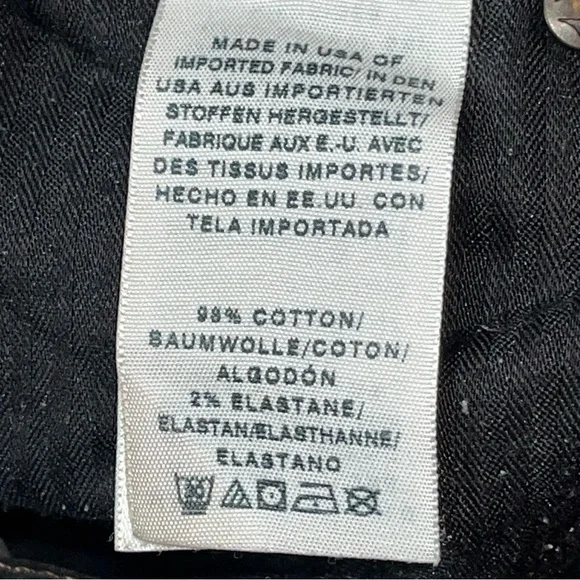 MADE IN USA OF
IMPORTED FABRIC/IN DEN
USA AUS IMPORTIERTEN
STOFFEN HERGESTELLT/
FABRIQUE AUX E.-U. AVEC
DES TISSUS IMPORTES/
HECHO EN EE.UU CON
TELA IMPORTADA
98% COTTON/
BAUMWOLLE/COTON/
ALGODÓN
2% ELASTANE/
ELASTAN/ELASTHANNE/
ELASTANO
30